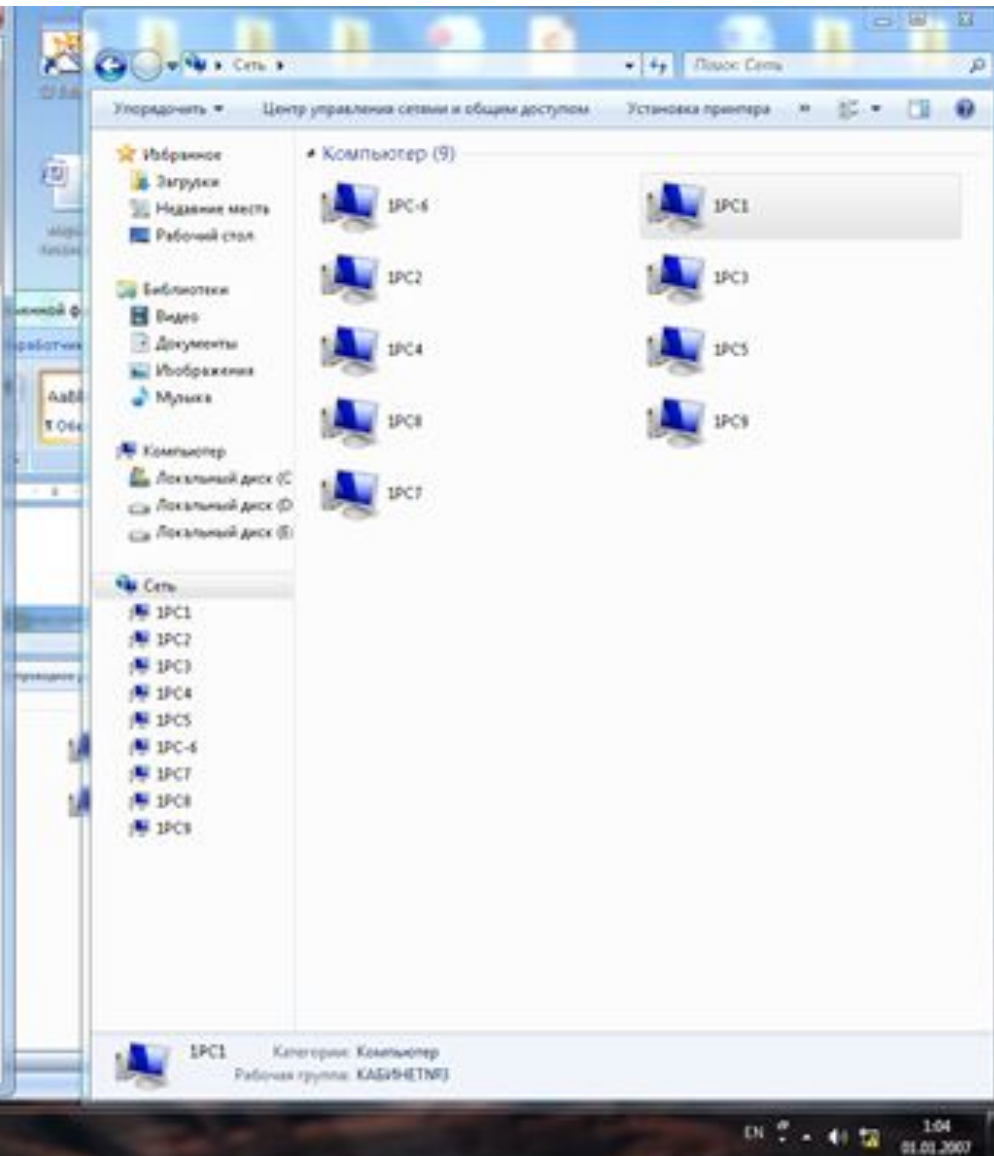 Сеть
Поиск: Сеть
Упорядочить
Центр управления сетями и общим доступом
Установка принтера
»
Избранное
Загрузки
Недавние места
Рабочий стол
Библиотеки
Видео
Документы
Изображения
Музыка
Компьютер
Локальный диск (C
Локальный диск (D
Локальный диск (E
Сеть
1PC1
1PC2
1PC3
1PC4
1PC5
1PC-6
1PC7
1PC8
1PC9
Компьютер (9)
1PC-6
1PC1
1PC2
1PC3
1PC4
1PC5
1PC8
1PC9
1PC7
1PC1
Категории: Компьютер
Рабочая группа: КАБИНЕТNR3
EN
1:04
01.01.2007